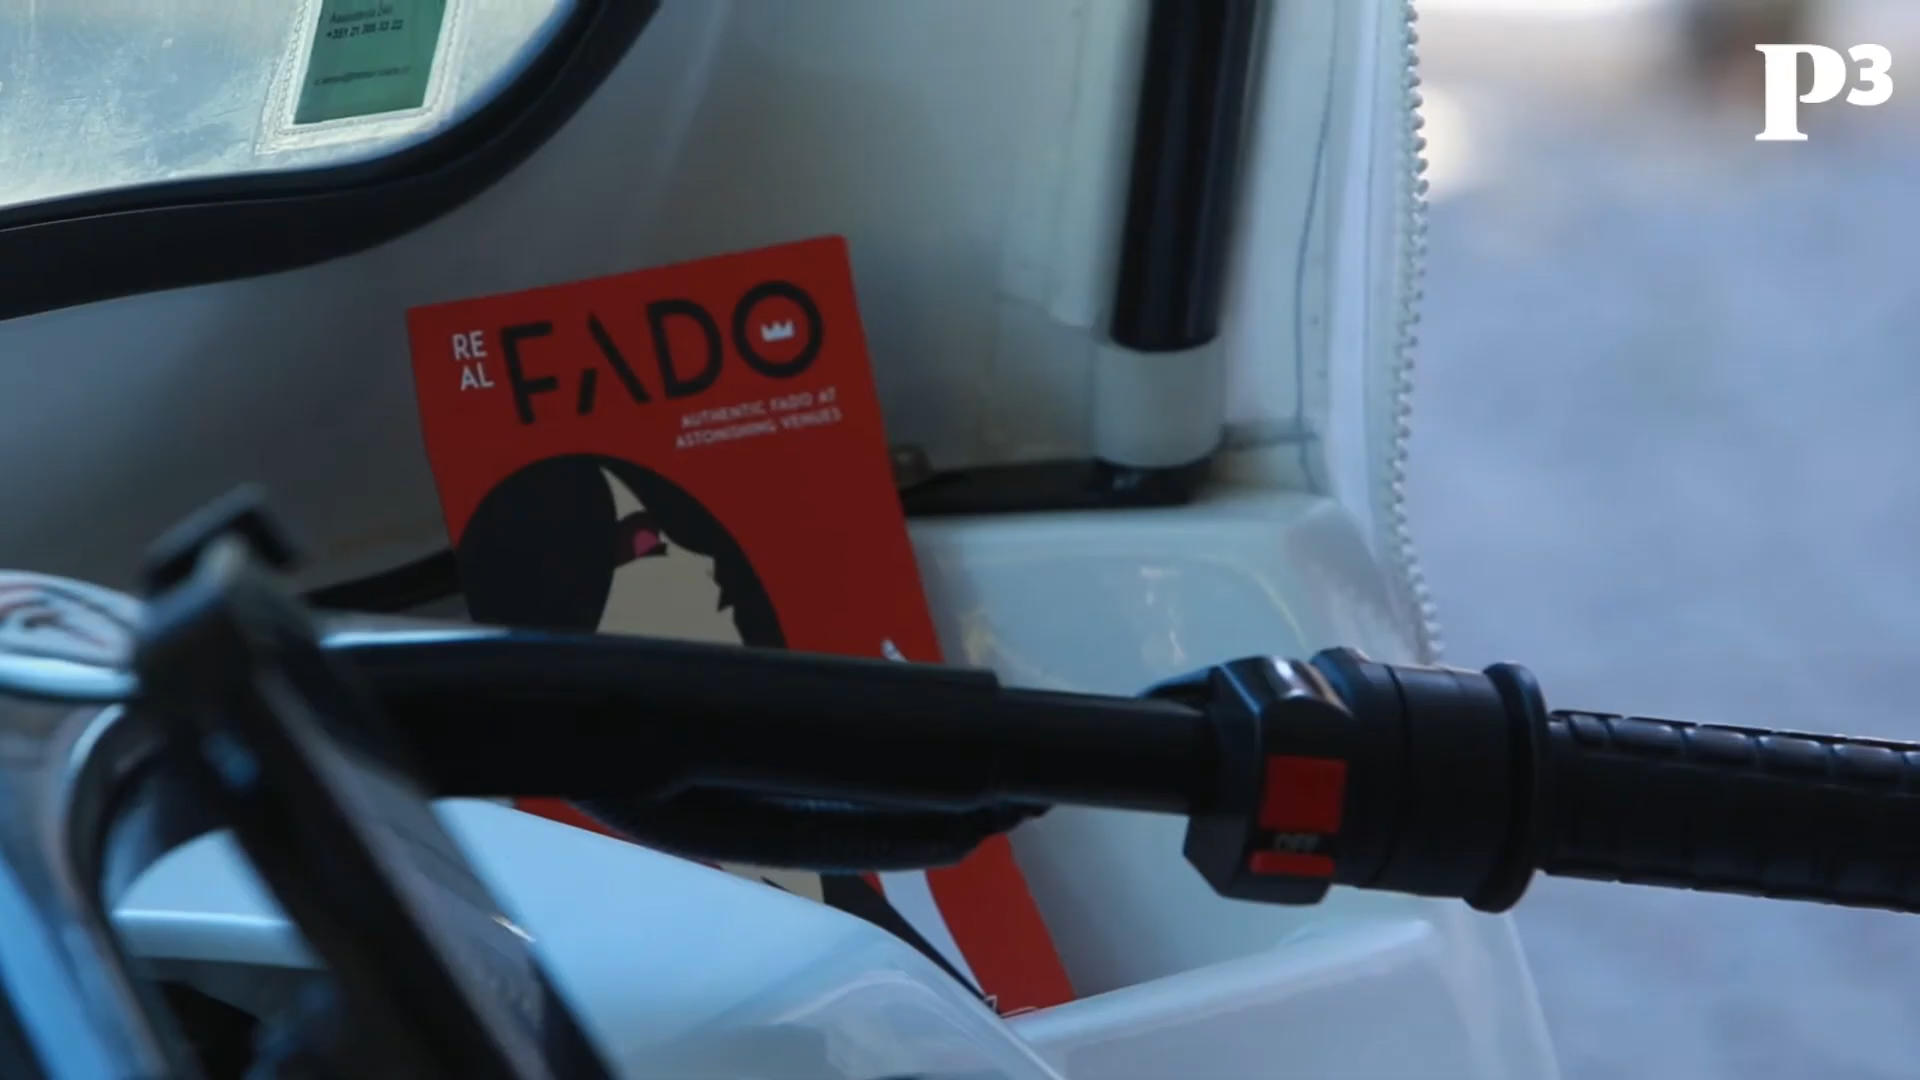 P3
RE
AL
FADO
AUTHENTIC FADO AT
ASTONISHING VENUES
OFF